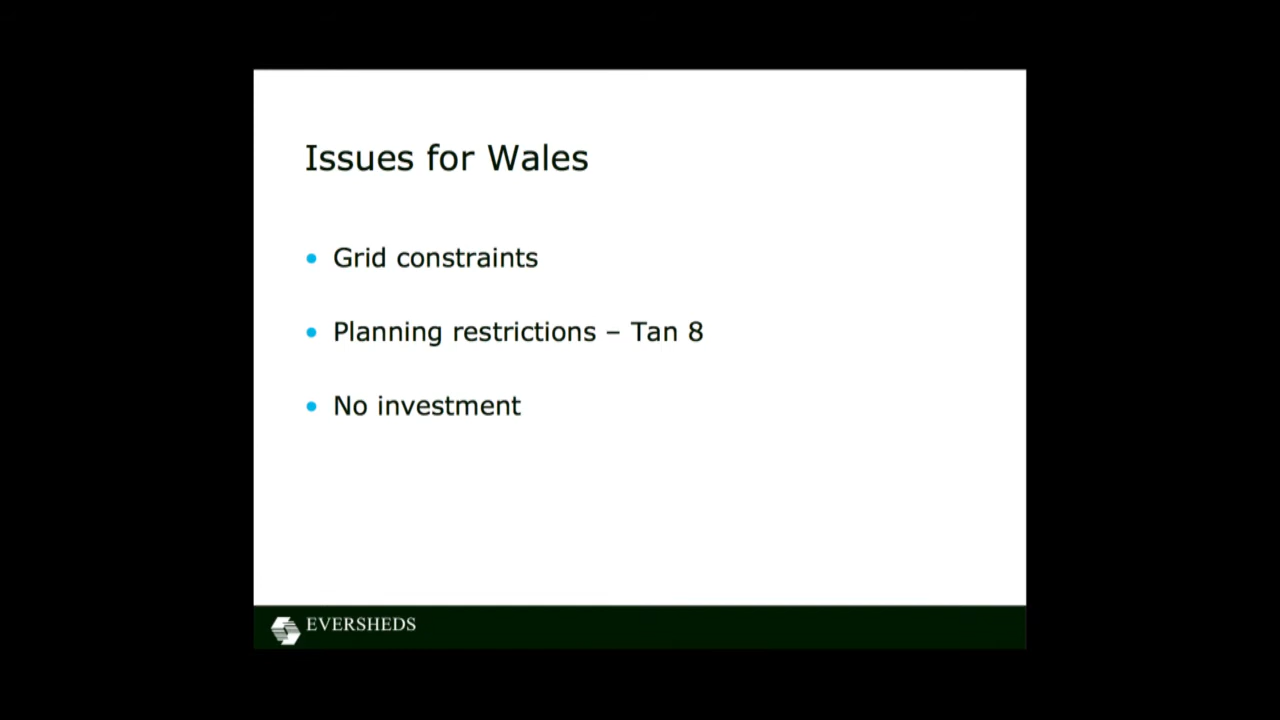 Issues for Wales
• Grid constraints
• Planning restrictions – Tan 8
• No investment
EVERSHEDS